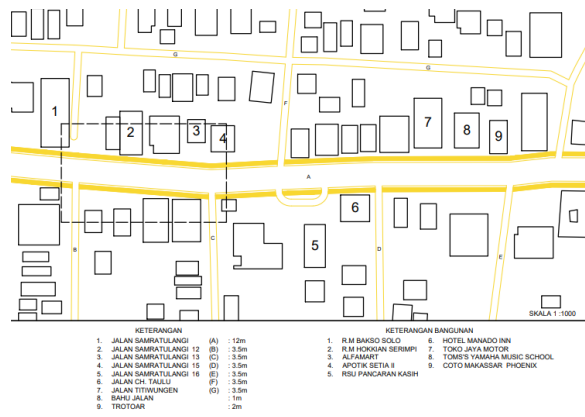 G
G
1
F
2
3
4
7
8
9
A
6
C
5
B
D
E
SKALA 1 :1000
KETERANGAN
1. JALAN SAMRATULANGI (A) : 12m
2. JALAN SAMRATULANGI 12 (B) : 3.5m
3. JALAN SAMRATULANGI 13 (C) : 3.5m
4. JALAN SAMRATULANGI 15 (D) : 3.5m
5. JALAN SAMRATULANGI 16 (E) : 3.5m
6. JALAN CH. TAULU (F) : 3.5m
7. JALAN TITIWUNGEN (G) : 3.5m
8. BAHU JALAN : 1m
9. TROTOAR : 2m
KETERANGAN BANGUNAN
1. R.M BAKSO SOLO
2. R.M HOKKIAN SERIMPI
3. ALFAMART
4. APOTIK SETIA II
5. RSU PANCARAN KASIH
6. HOTEL MANADO INN
7. TOKO JAYA MOTOR
8. TOMS'S YAMAHA MUSIC SCHOOL
9. COTO MAKASSAR PHOENIX